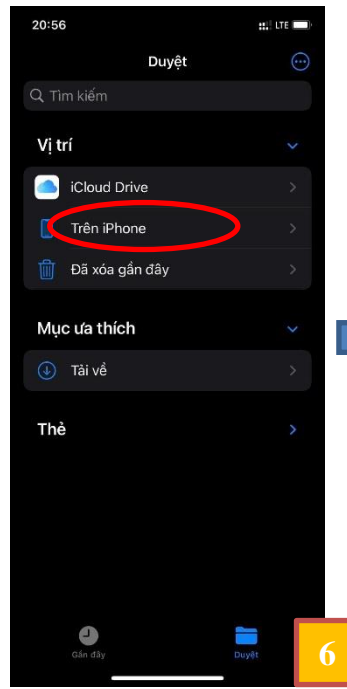 20:56 LTE
Duyệt
Tìm kiếm
Vị trí
iCloud Drive
Trên iPhone
Đã xóa gần đây
Mục ưa thích
Tải về
Thẻ
Gần đây Duyệt
6